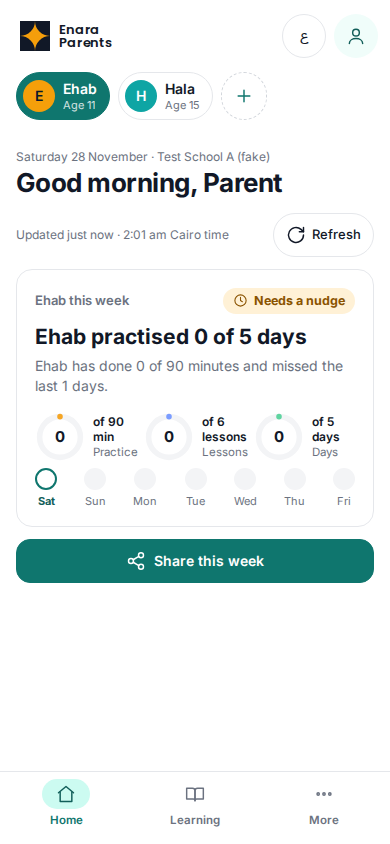 Enara
Parents
ع
E
Ehab
Age 11
H
Hala
Age 15
Saturday 28 November · Test School A (fake)
Good morning, Parent
Updated just now · 2:01 am Cairo time
Refresh
Ehab this week
Needs a nudge
Ehab practised 0 of 5 days
Ehab has done 0 of 90 minutes and missed the
last 1 days.
0
of 90
min
Practice
0
of 6
lessons
Lessons
0
of 5
days
Days
Sat Sun Mon Tue Wed Thu Fri
Share this week
Home Learning More